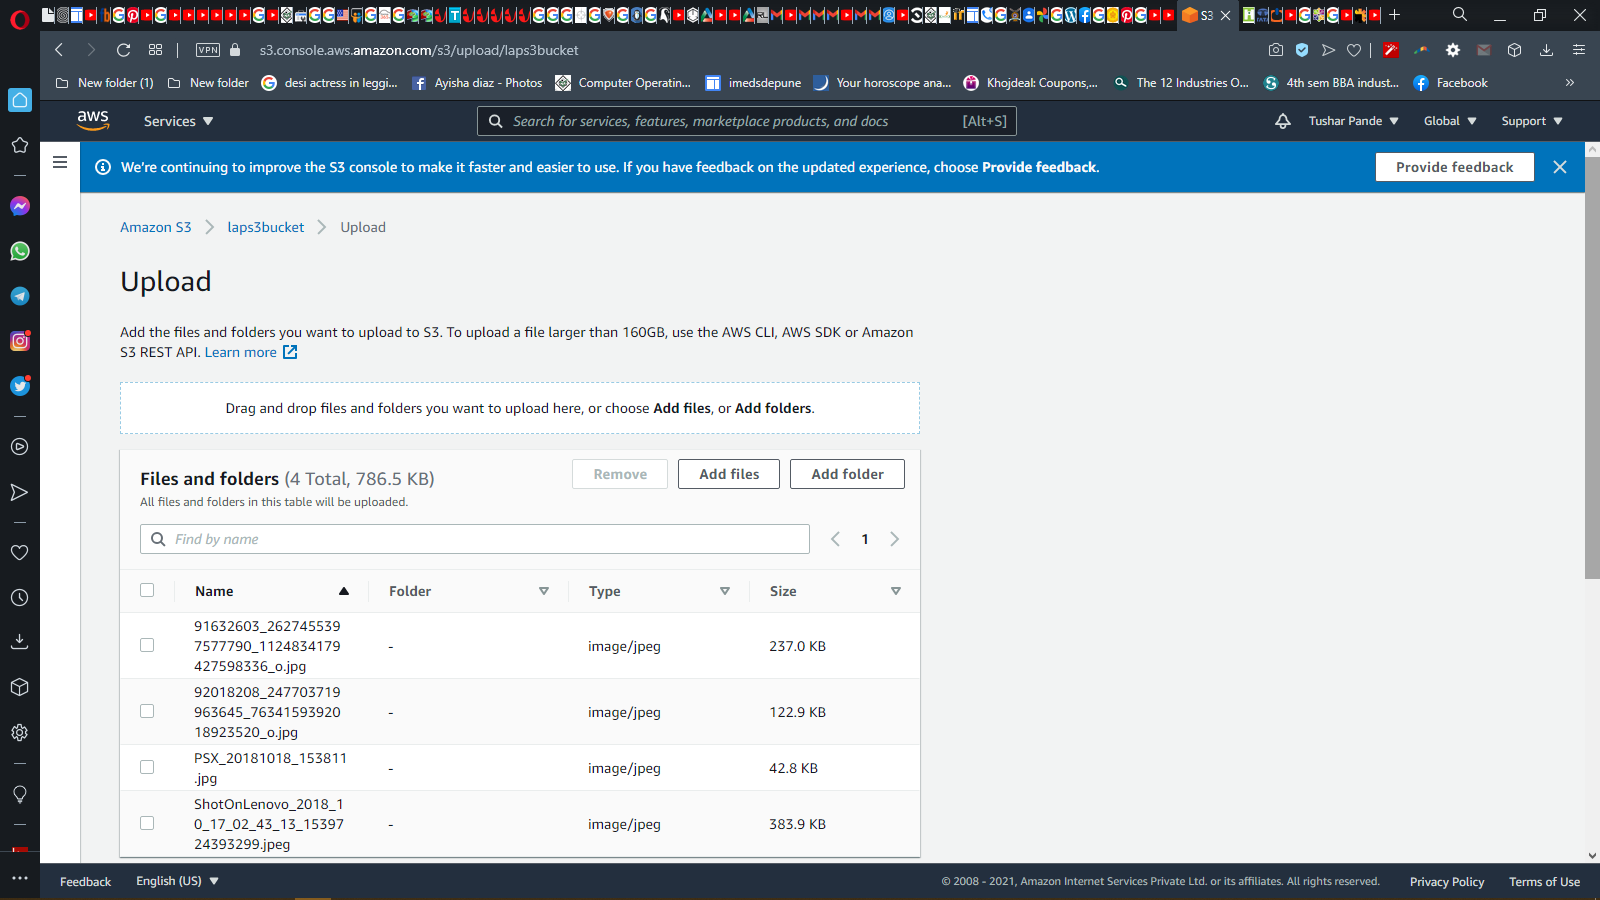 S3
VPN
s3.console.aws.amazon.com/s3/upload/laps3bucket
New folder (1)
New folder
desi actress in leggi...
Ayisha diaz - Photos
Computer Operatin...
imedsdepune
Your horoscope ana...
Khojdeal: Coupons,...
The 12 Industries O...
4th sem BBA indust...
Facebook
aws
Services
Search for services, features, marketplace products, and docs
[Alt+S]
Tushar Pande
Global
Support
We're continuing to improve the S3 console to make it faster and easier to use. If you have feedback on the updated experience, choose Provide feedback.
Provide feedback
Amazon S3
laps3bucket
Upload
Upload
Add the files and folders you want to upload to S3. To upload a file larger than 160GB, use the AWS CLI, AWS SDK or Amazon
S3 REST API. Learn more
Drag and drop files and folders you want to upload here, or choose Add files, or Add folders.
Files and folders (4 Total, 786.5 KB)
Remove
Add files
Add folder
All files and folders in this table will be uploaded.
Find by name
1
Name
Folder
Type
Size
91632603_262745539
7577790_1124834179
427598336_o.jpg
-
image/jpeg
237.0 KB
92018208_247703719
963645_76341593920
18923520_o.jpg
-
image/jpeg
122.9 KB
PSX_20181018_153811
.jpg
-
image/jpeg
42.8 KB
ShotOnLenovo_2018_1
0_17_02_43_13_15397
24393299.jpeg
-
image/jpeg
383.9 KB
Feedback
English (US)
© 2008 - 2021, Amazon Internet Services Private Ltd. or its affiliates. All rights reserved.
Privacy Policy
Terms of Use